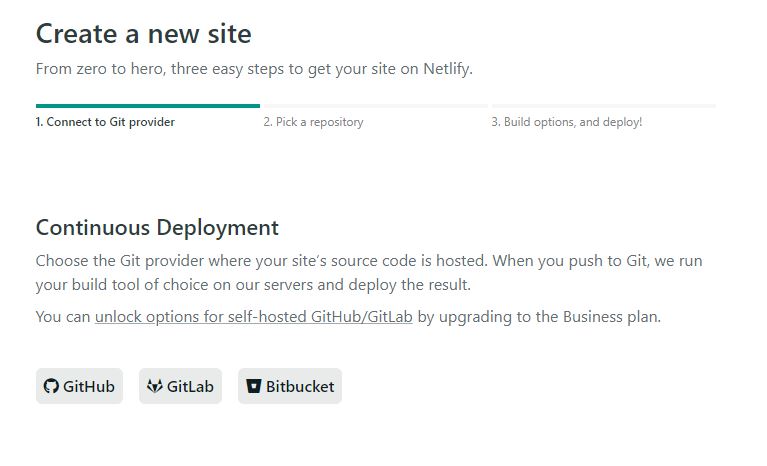 Create a new site
From zero to hero, three easy steps to get your site on Netlify.
1. Connect to Git provider
2. Pick a repository
3. Build options, and deploy!
Continuous Deployment
Choose the Git provider where your site’s source code is hosted. When you push to Git, we run
your build tool of choice on our servers and deploy the result.
You can unlock options for self-hosted GitHub/GitLab by upgrading to the Business plan.
GitHub
GitLab
Bitbucket